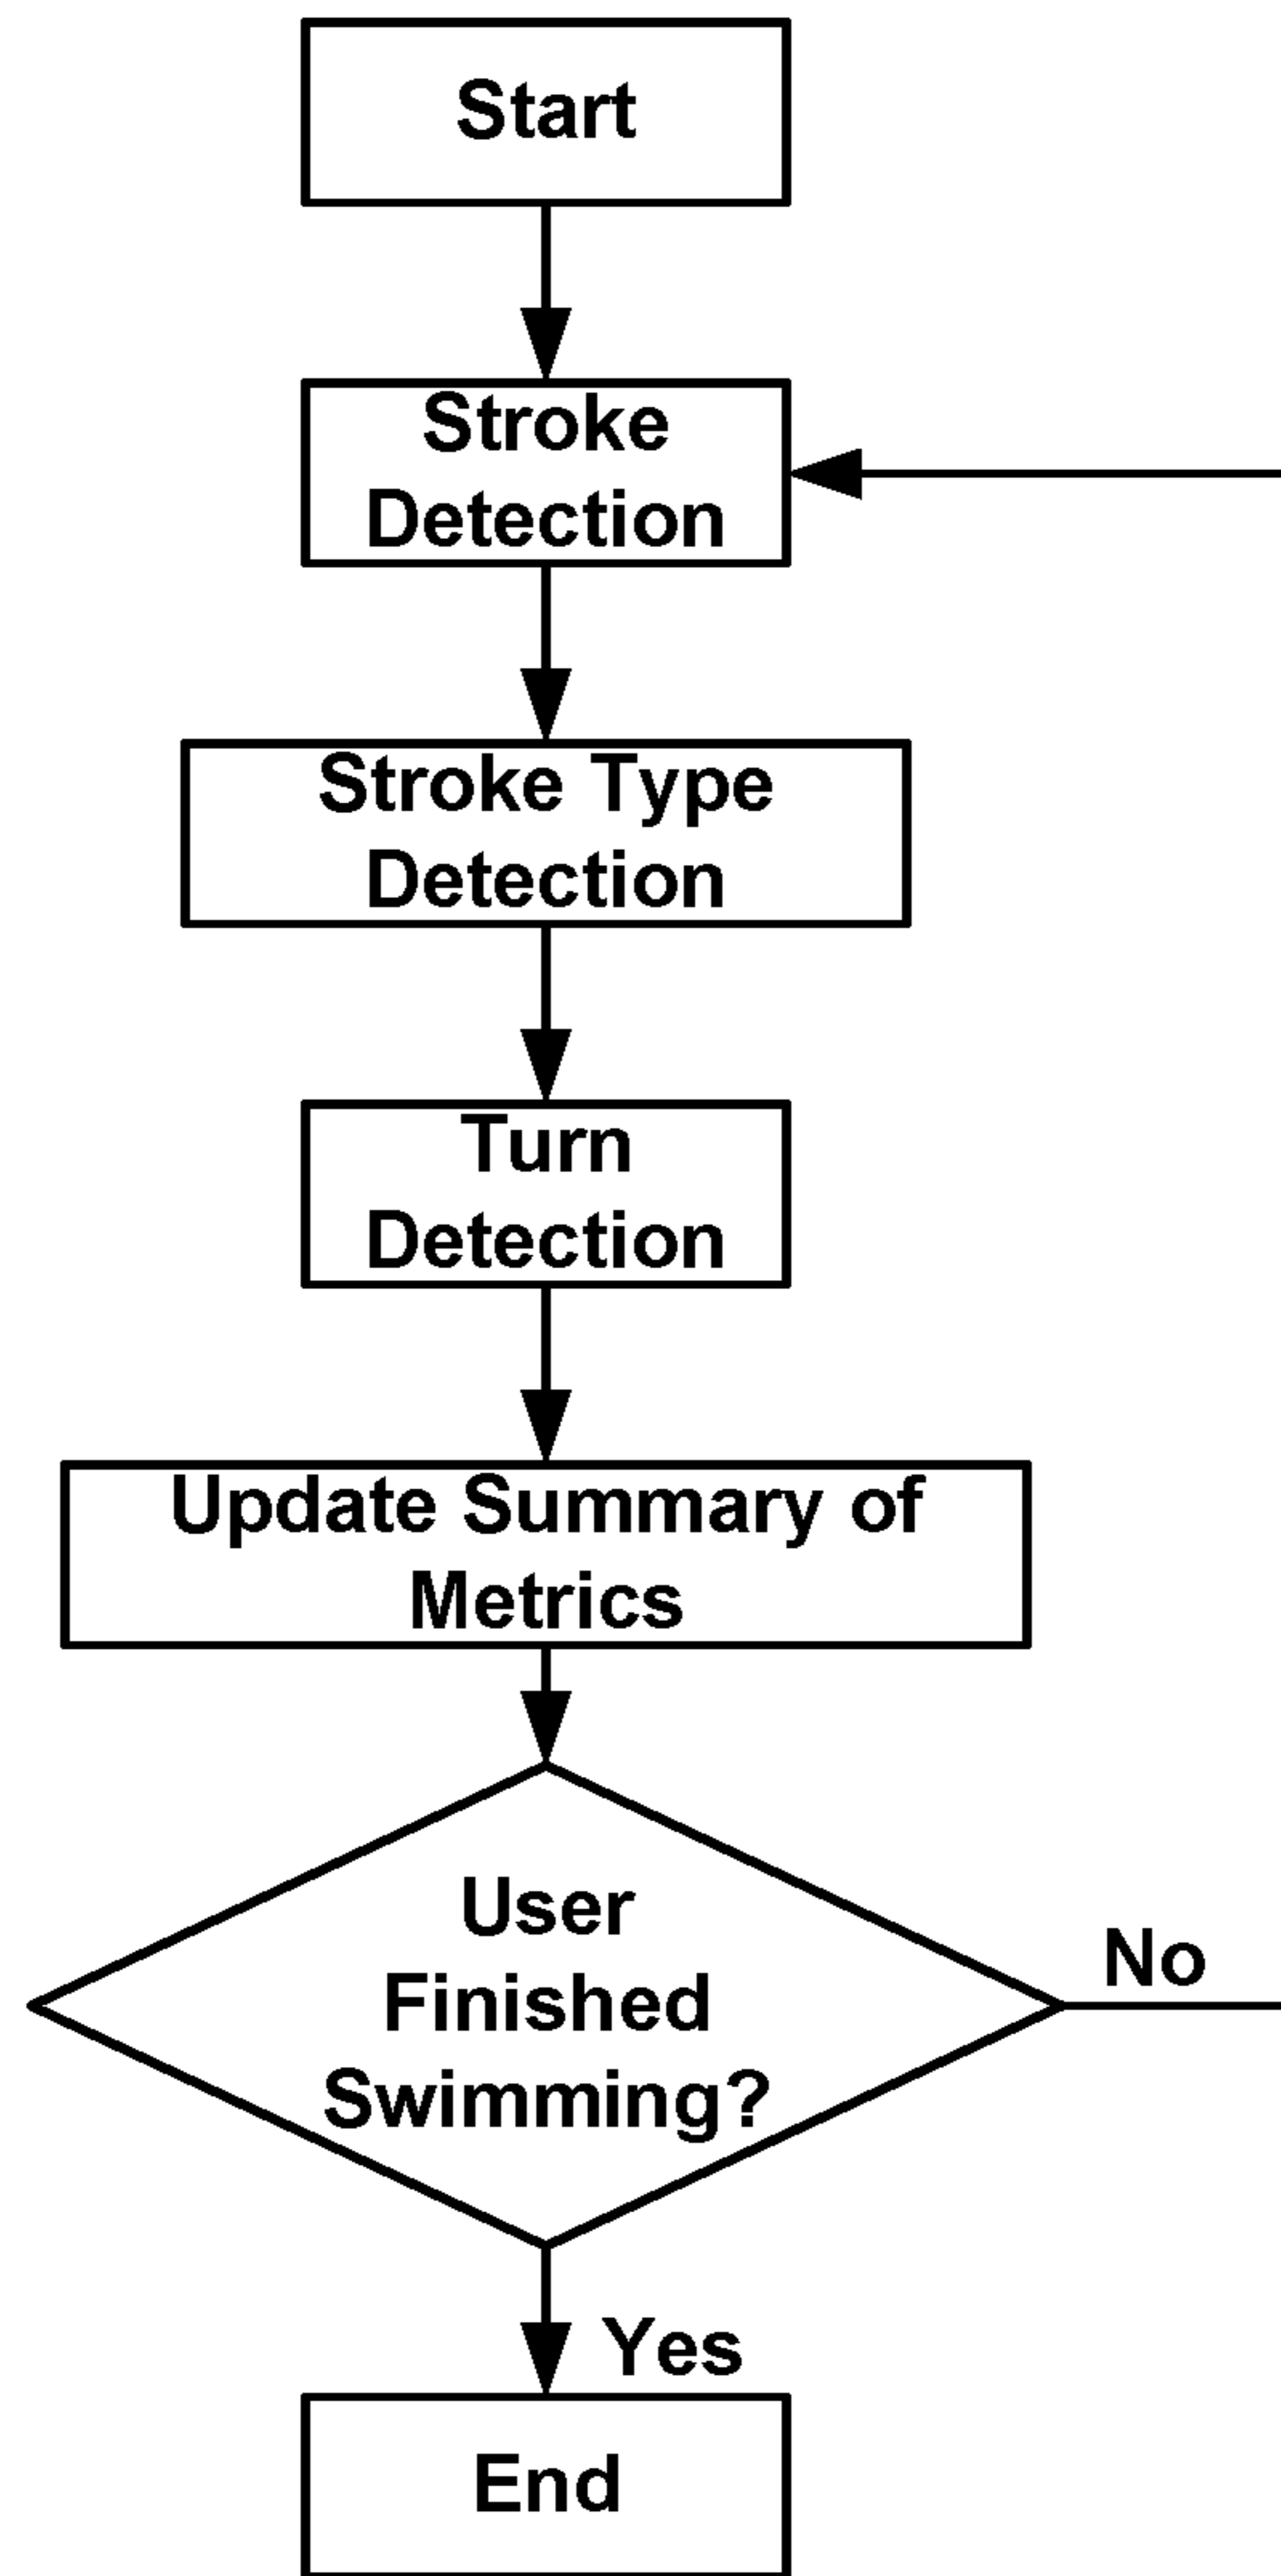 Start
Stroke
Detection
Stroke Type
Detection
Turn
Detection
Update Summary of
Metrics
User
Finished
Swimming?
No
Yes
End